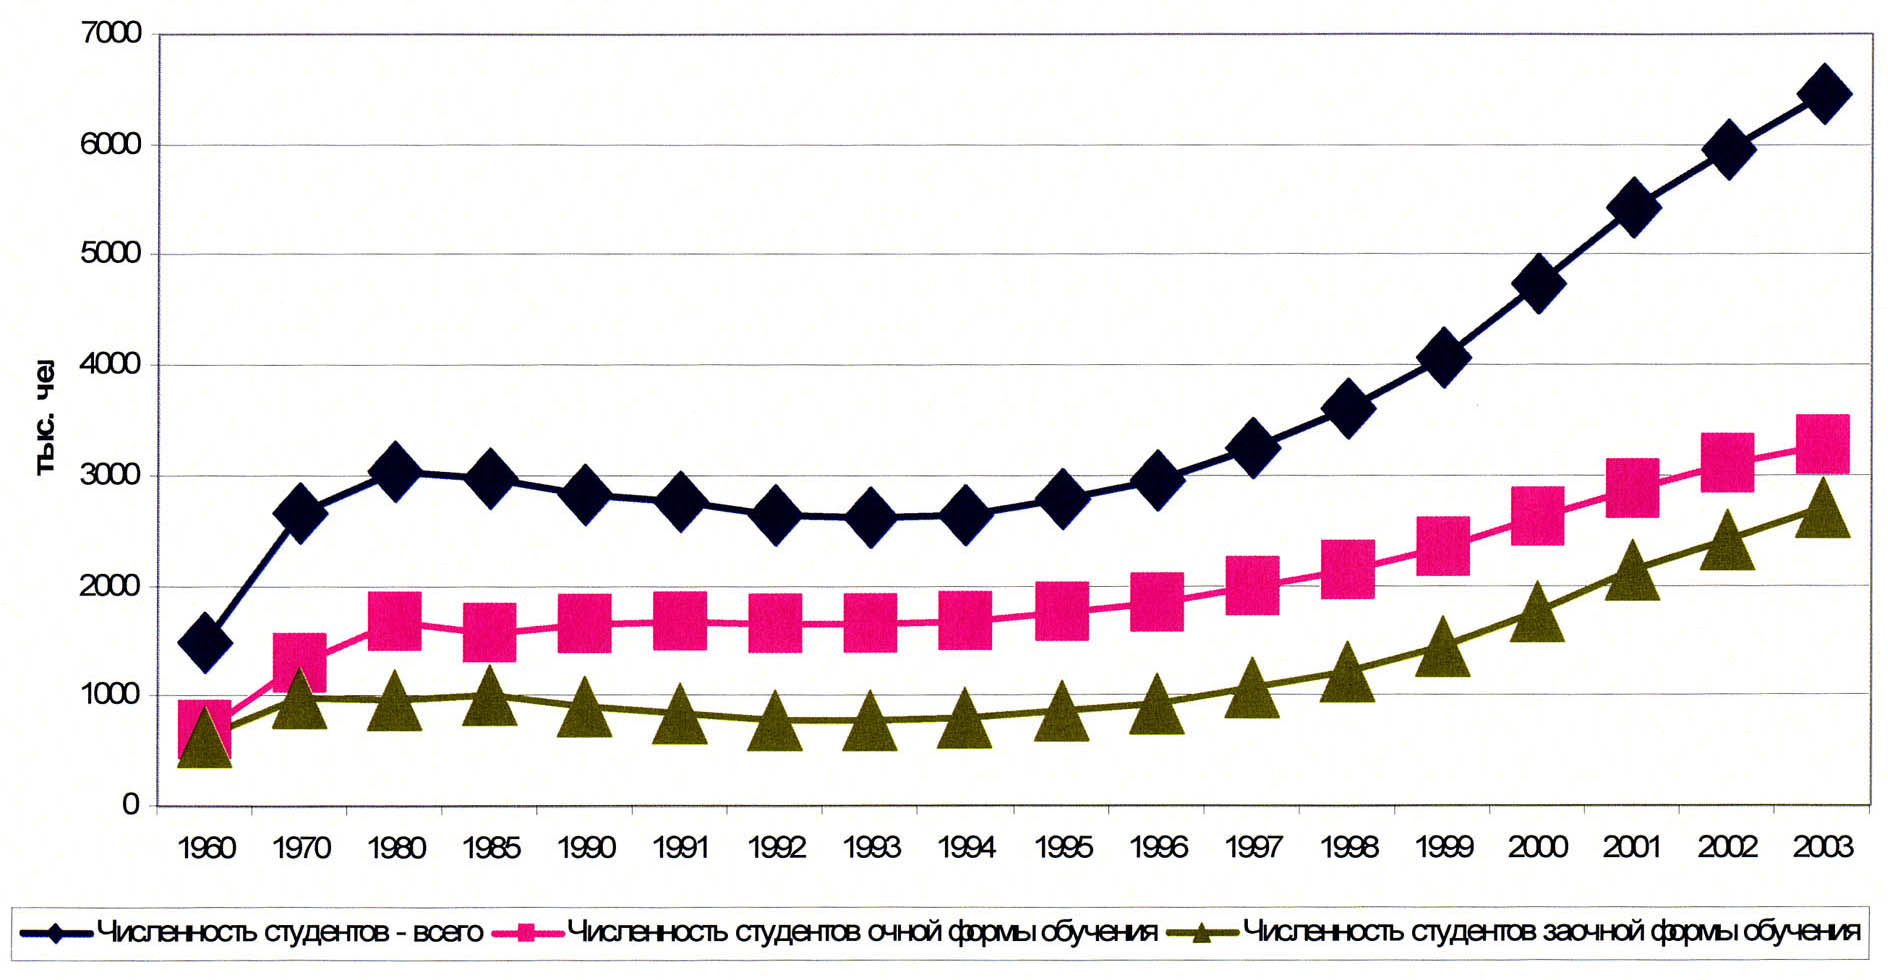 7000
6000
5000
4000
3000
2000
1000
0
тыс. чел
1960 1970 1980 1985 1990 1991 1992 1993 1994 1995 1996 1997 1998 1999 2000 2001 2002 2003
Численность студентов - всего Численность студентов очной формы обучения Численность студентов заочной формы обучения